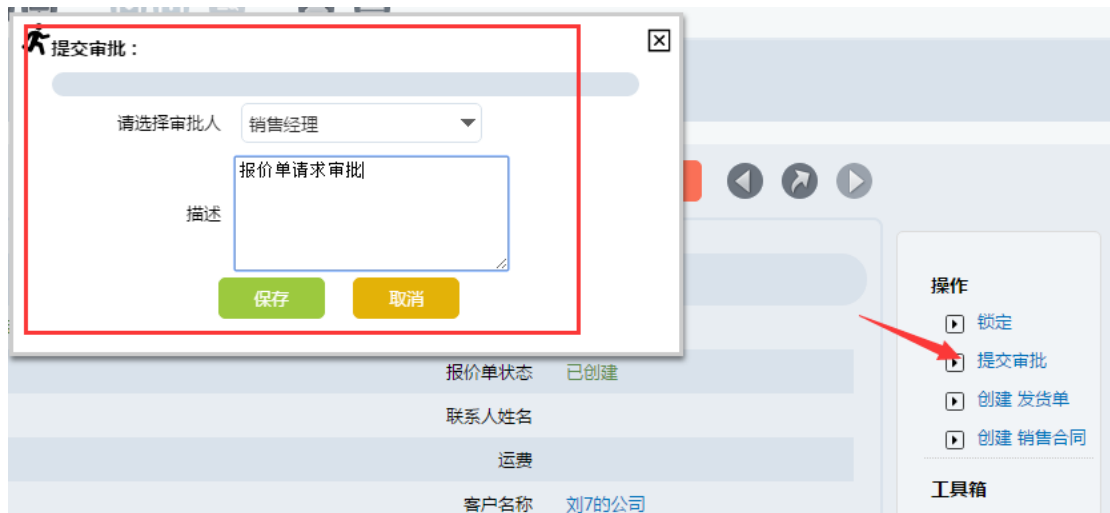 提交审批：
请选择审批人 销售经理
报价单请求审批
描述
保存 取消
报价单状态 已创建
联系人姓名
运费
客户名称 刘7的公司
操作
锁定
提交审批
创建 发货单
创建 销售合同
工具箱